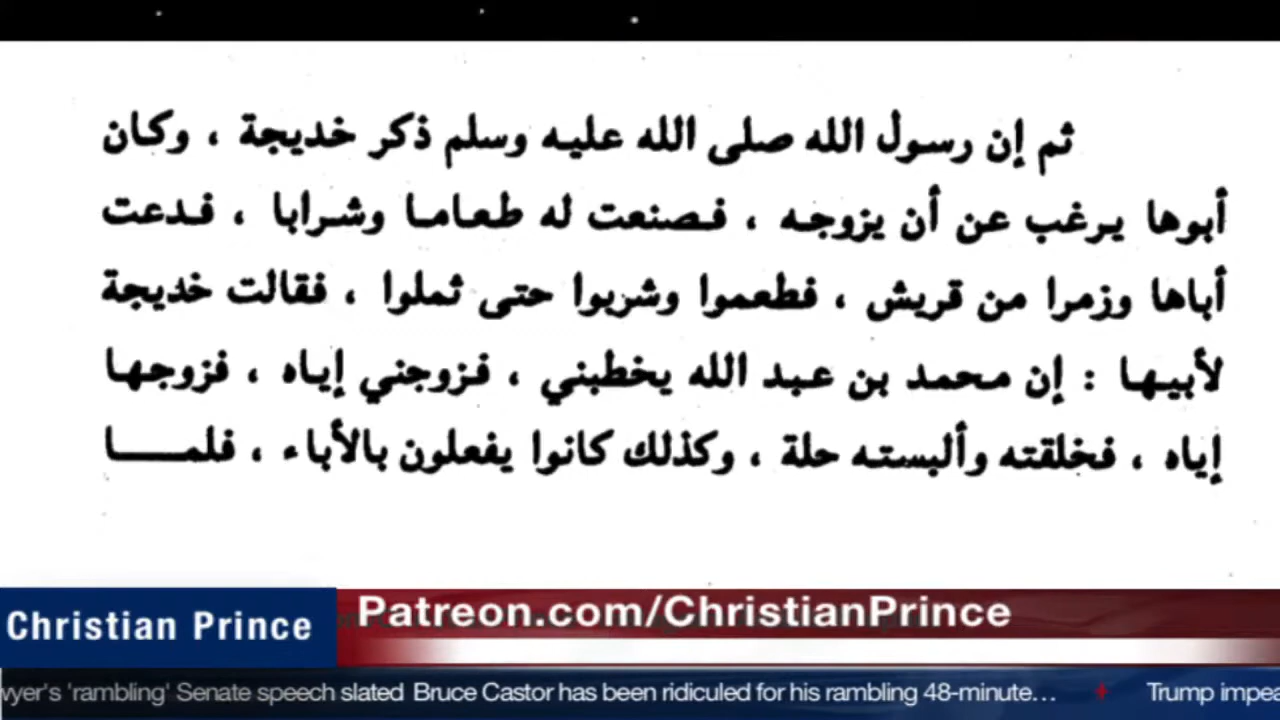 ثم إن رسول الله صلى الله عليه وسلم ذكر خديجة ، وكان
أبوها يرغب عن أن يزوجه ، فصنعت له طعاما وشرابا ، فدعت
أباها وزمرا من قريش ، فطعموا وشربوا حتى ثملوا ، فقالت خديجة
لأبيها : إن محمد بن عبد الله يخطبني ، فزوجني إياه ، فزوجها
إياه ، فخلقته وألبسته حلة ، وكذلك كانوا يفعلون بالأباء ، فلمــــا
Christian Prince
Patreon.com/ChristianPrince
wyer's 'rambling' Senate speech slated Bruce Castor has been ridiculed for his rambling 48-minute... Trump impea